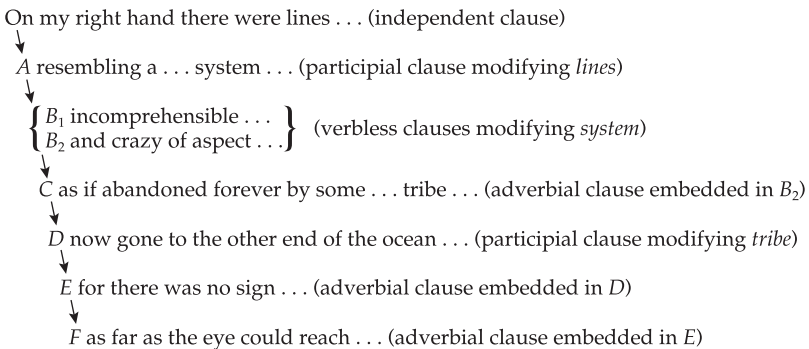 On my right hand there were lines . . . (independent clause)
A resembling a . . . system . . . (participial clause modifying lines)
B1 incomprehensible . . .
B2 and crazy of aspect . . .
(verbless clauses modifying system)
C as if abandoned forever by some . . . tribe . . . (adverbial clause embedded in B2)
D now gone to the other end of the ocean . . . (participial clause modifying tribe)
E for there was no sign . . . (adverbial clause embedded in D)
F as far as the eye could reach . . . (adverbial clause embedded in E)